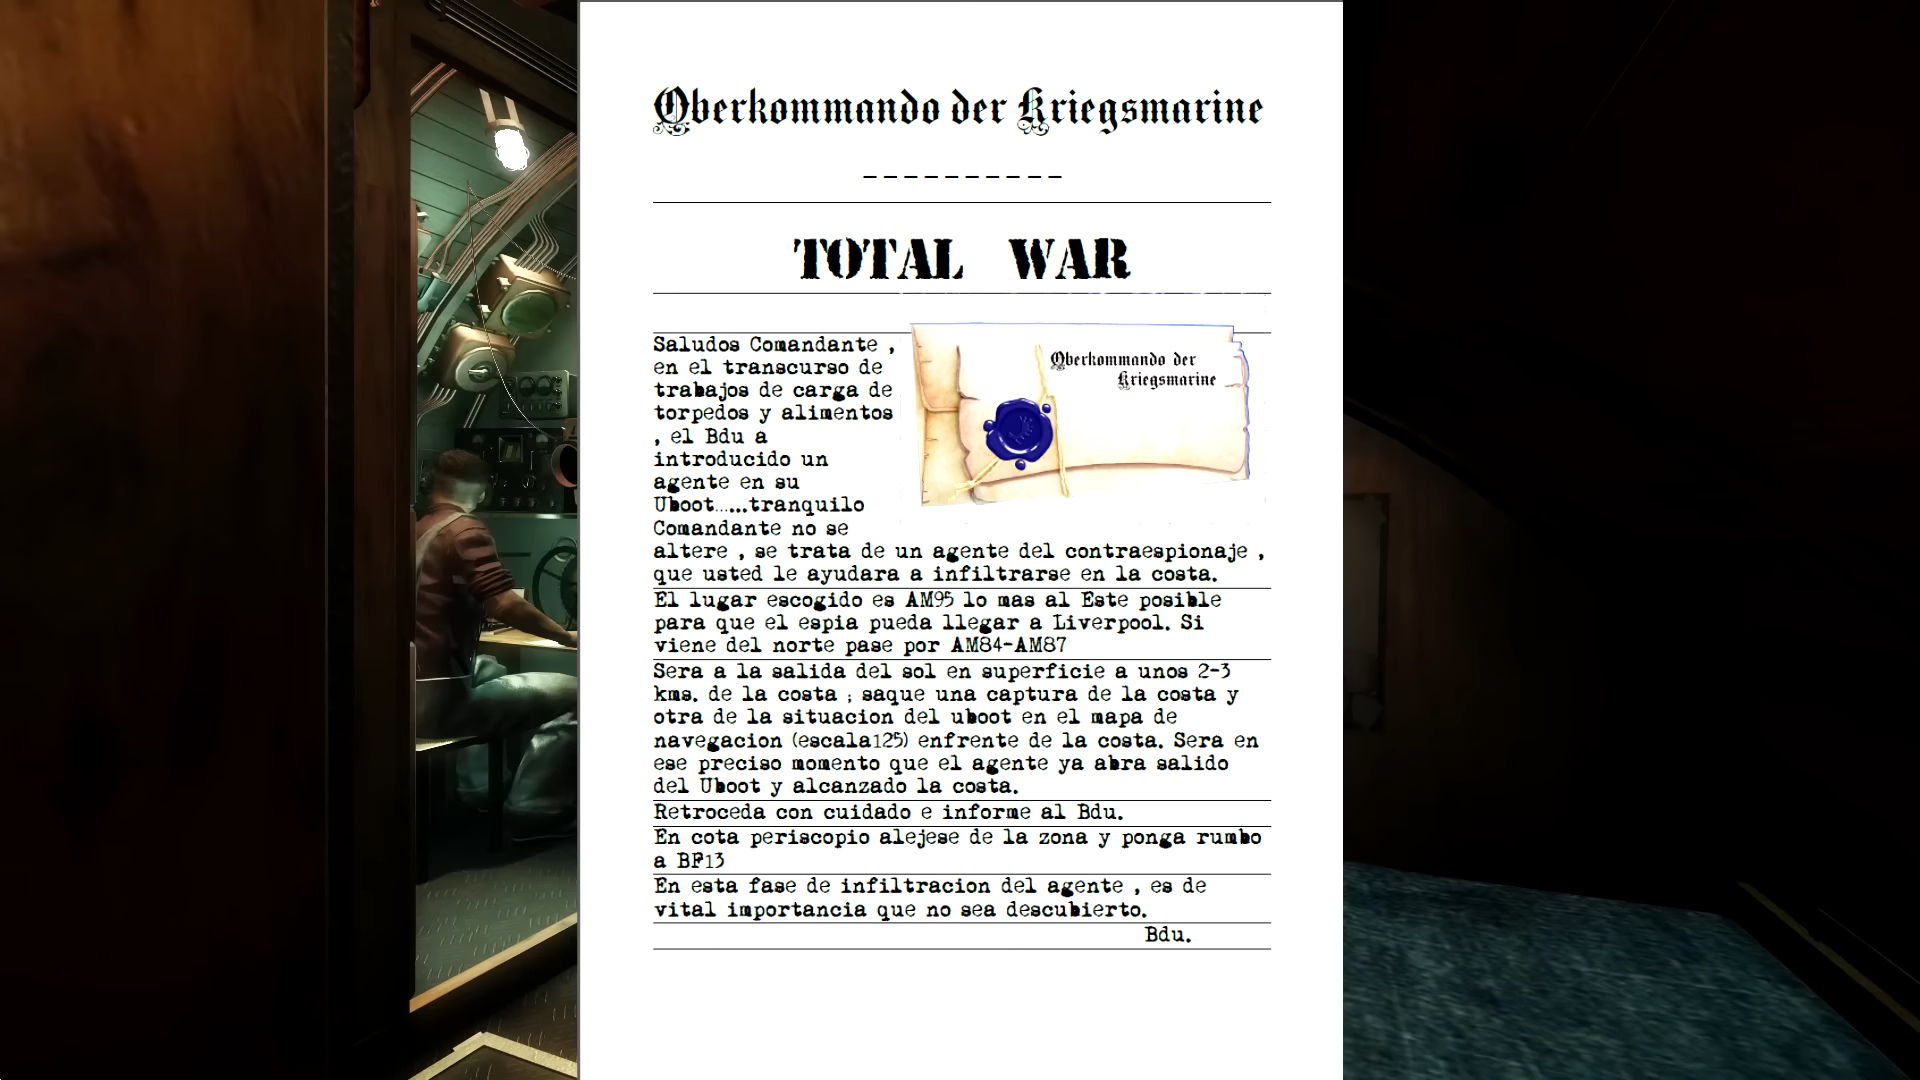 Oberkommando der Kriegsmarine
----------
TOTAL WAR
Oberkommando der
Kriegsmarine
Saludos Comandante ,
en el transcurso de
trabajos de carga de
torpedos y alimentos
, el Bdu a
introducido un
agente en su
Uboot……tranquilo
Comandante no se
altere , se trata de un agente del contraespionaje ,
que usted le ayudara a infiltrarse en la costa.
El lugar escogido es AM95 lo mas al Este posible
para que el espia pueda llegar a Liverpool. Si
viene del norte pase por AM84-AM87
Sera a la salida del sol en superficie a unos 2-3
kms. de la costa ; saque una captura de la costa y
otra de la situacion del uboot en el mapa de
navegacion (escala125) enfrente de la costa. Sera en
ese preciso momento que el agente ya abra salido
del Uboot y alcanzado la costa.
Retroceda con cuidado e informe al Bdu.
En cota periscopio alejese de la zona y ponga rumbo
a BF13
En esta fase de infiltracion del agente , es de
vital importancia que no sea descubierto.
Bdu.